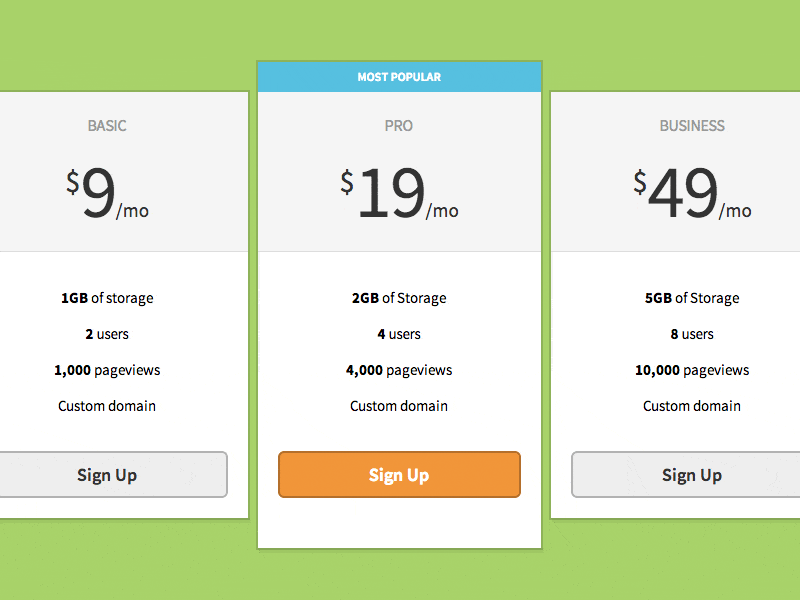 MOST POPULAR
BASIC
$9/mo
1GB of storage
2 users
1,000 pageviews
Custom domain
Sign Up
PRO
$19/mo
2GB of Storage
4 users
4,000 pageviews
Custom domain
Sign Up
BUSINESS
$49/mo
5GB of Storage
8 users
10,000 pageviews
Custom domain
Sign Up